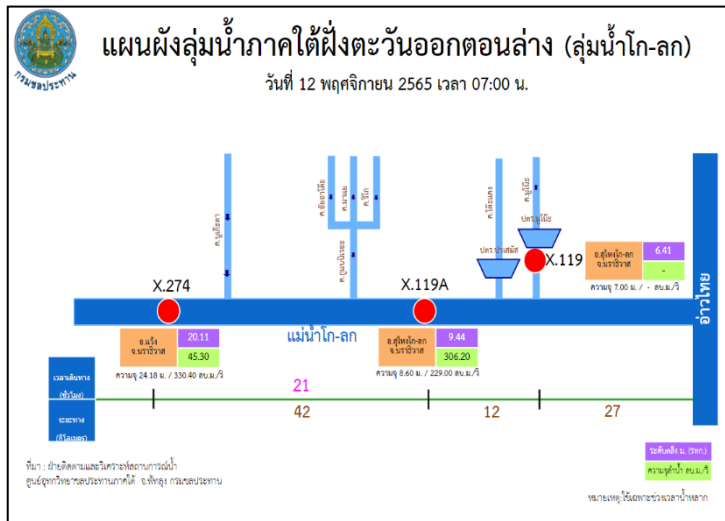 แผนผังลุ่มน้ำภาคใต้ฝั่งตะวันออกตอนล่าง (ลุ่มน้ำโก-ลก)
วันที่ 12 พฤศจิกายน 2565 เวลา 07:00 น.
กรมชลประทาน
ปตร.มูโน๊ะ
ปตร.ปาเสมัส
X.274
X.119A
X.119
อ.สุไหงโก-ลก
จ.นราธิวาส
6.41
-
ความจุ 7.00 ม. / - ลบ.ม./วิ
อ่าวไทย
แม่น้ำโก-ลก
อ.แว้ง
จ.นราธิวาส
20.11
45.30
ความจุ 24.18 ม. / 330.40 ลบ.ม./วิ
อ.สุไหงโก-ลก
จ.นราธิวาส
9.44
306.20
ความจุ 8.60 ม. / 229.00 ลบ.ม./วิ
เวลาเดินทาง
(ชั่วโมง)
21
ระยะทาง
(กิโลเมตร)
42
12
27
ที่มา : ฝ่ายติดตามและวิเคราะห์สถานการณ์น้ำ
ศูนย์อุทกวิทยาชลประทานภาคใต้ จ.พัทลุง กรมชลประทาน
ระดับตลิ่ง ม. (รทก.)
ความจุลำน้ำ ลบ.ม./วิ
หมายเหตุ:ใช้เฉพาะช่วงเวลาน้ำหลาก